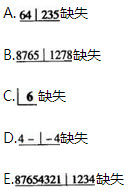 A. 64 | 235缺失
B.8765 | 1278缺失
C.| 6 缺失
D.4 – | – 4缺失
E.87654321 | 1234缺失